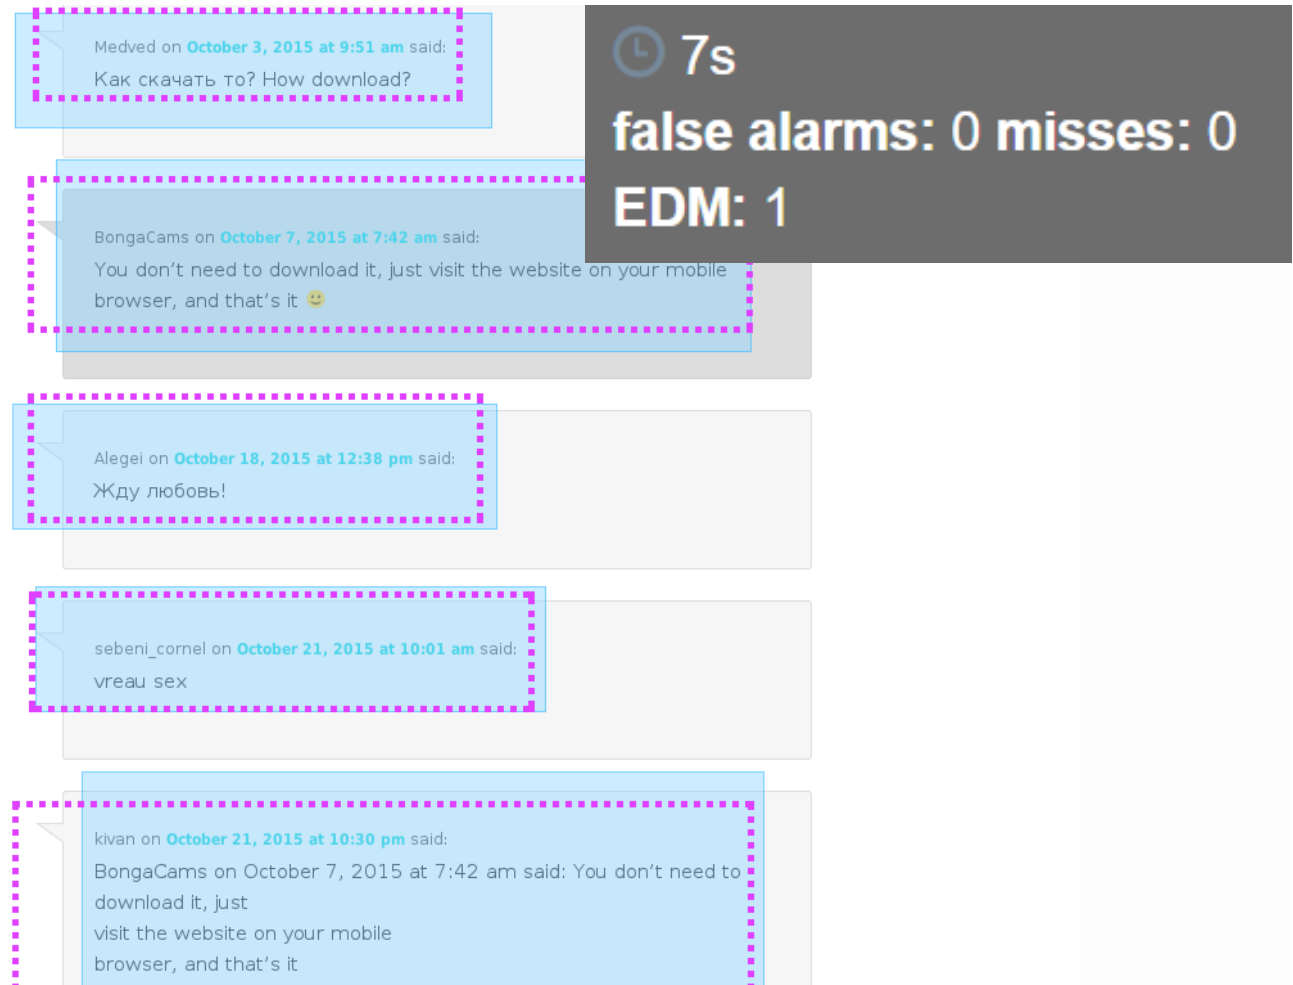 Medved on October 3, 2015 at 9:51 am said:
Как скачать то? How download?
7s
false alarms: 0 misses: 0
EDM: 1
BongaCams on October 7, 2015 at 7:42 am said:
You don’t need to download it, just visit the website on your mobile
browser, and that’s it
Alegei on October 18, 2015 at 12:38 pm said:
Жду любовь!
sebeni_cornel on October 21, 2015 at 10:01 am said:
vreau sex
kivan on October 21, 2015 at 10:30 pm said:
BongaCams on October 7, 2015 at 7:42 am said: You don’t need to
download it, just
visit the website on your mobile
browser, and that’s it